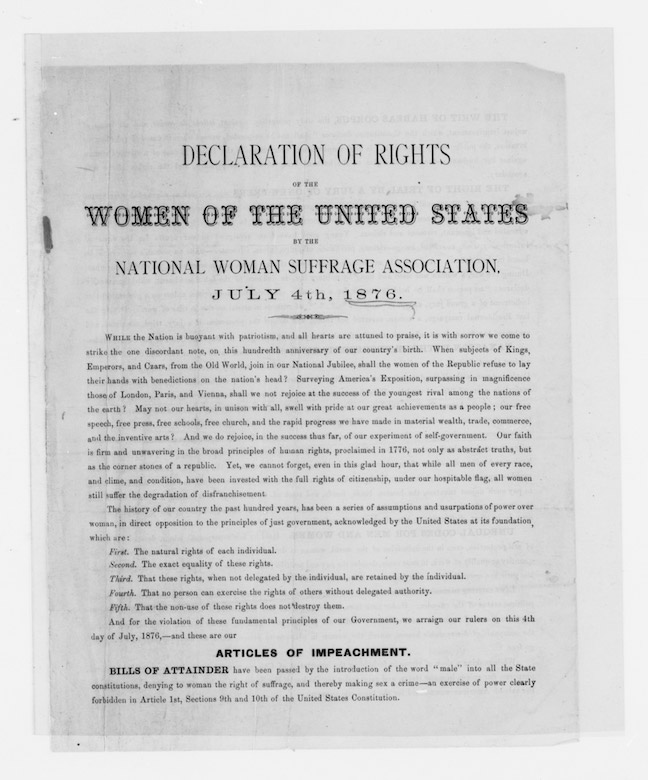 DECLARATION OF RIGHTS
OF THE
WOMEN OF THE UNITED STATES
BY THE
NATIONAL WOMAN SUFFRAGE ASSOCIATION,
JULY 4th, 1876.
WHILE the Nation is buoyant with patriotism, and all hearts are attuned to praise, it is with sorrow we come to
strike the one discordant note, on this hundredth anniversary of our country's birth. When subjects of Kings,
Emperors, and Czars, from the Old World, join in our National Jubilee, shall the women of the Republic refuse to lay
their hands with benedictions on the nation's head? Surveying America's Exposition, surpassing in magnificence
those of London, Paris, and Vienna, shall we not rejoice at the success of the youngest rival among the nations of
the earth? May not our hearts, in unison with all, swell with pride at our great achievements as a people; our free
speech, free press, free schools, free church, and the rapid progress we have made in material wealth, trade, commerce,
and the inventive arts? And we do rejoice, in the success thus far, of our experiment of self-government. Our faith
is firm and unwavering in the broad principles of human rights, proclaimed in 1776, not only as abstract truths, but
as the corner stones of a republic. Yet, we cannot forget, even in this glad hour, that while all men of every race,
and clime, and condition, have been invested with the full rights of citizenship, under our hospitable flag, all women
still suffer the degradation of disfranchisement.
The history of our country the past hundred years, has been a series of assumptions and usurpations of power over
woman, in direct opposition to the principles of just government, acknowledged by the United States at its foundation,
which are:
First. The natural rights of each individual.
Second. The exact equality of these rights.
Third. That these rights, when not delegated by the individual, are retained by the individual.
Fourth. That no person can exercise the rights of others without delegated authority.
Fifth. That the non-use of these rights does not destroy them.
And for the violation of these fundamental principles of our Government, we arraign our rulers on this 4th
day of July, 1876,—and these are our
ARTICLES OF IMPEACHMENT.
BILLS OF ATTAINDER have been passed by the introduction of the word "male" into all the State
constitutions, denying to woman the right of suffrage, and thereby making sex a crime—an exercise of power clearly
forbidden in Article 1st, Sections 9th and 10th of the United States Constitution.